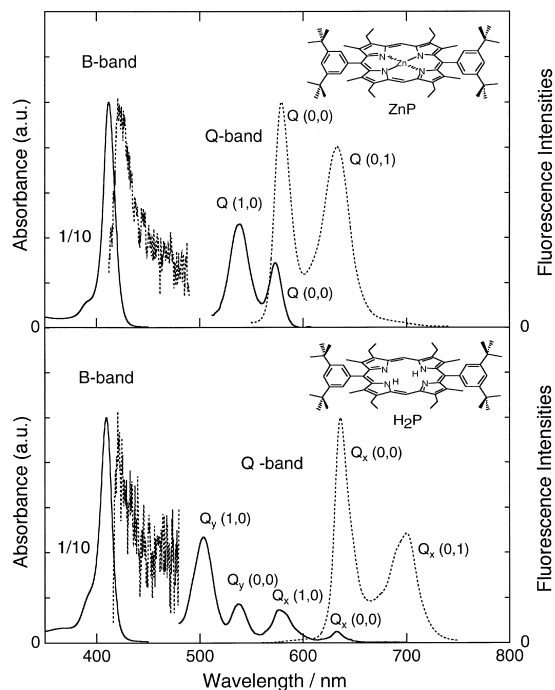 B-band
Q-band
Q (0,0)
Q (0,1)
Q (1,0)
Q (0,0)
1/10
0
0
Absorbance (a.u.)
Fluorescence Intensities
N
N
N
N
Zn
ZnP
B-band
Q -band
Qx (0,0)
Qx (0,1)
Qy (1,0)
Qy (0,0)
Qx (1,0)
Qx (0,0)
1/10
0
0
Absorbance (a.u.)
Fluorescence Intensities
N
H
N
N
H
N
H2P
400
500
600
700
800
Wavelength / nm